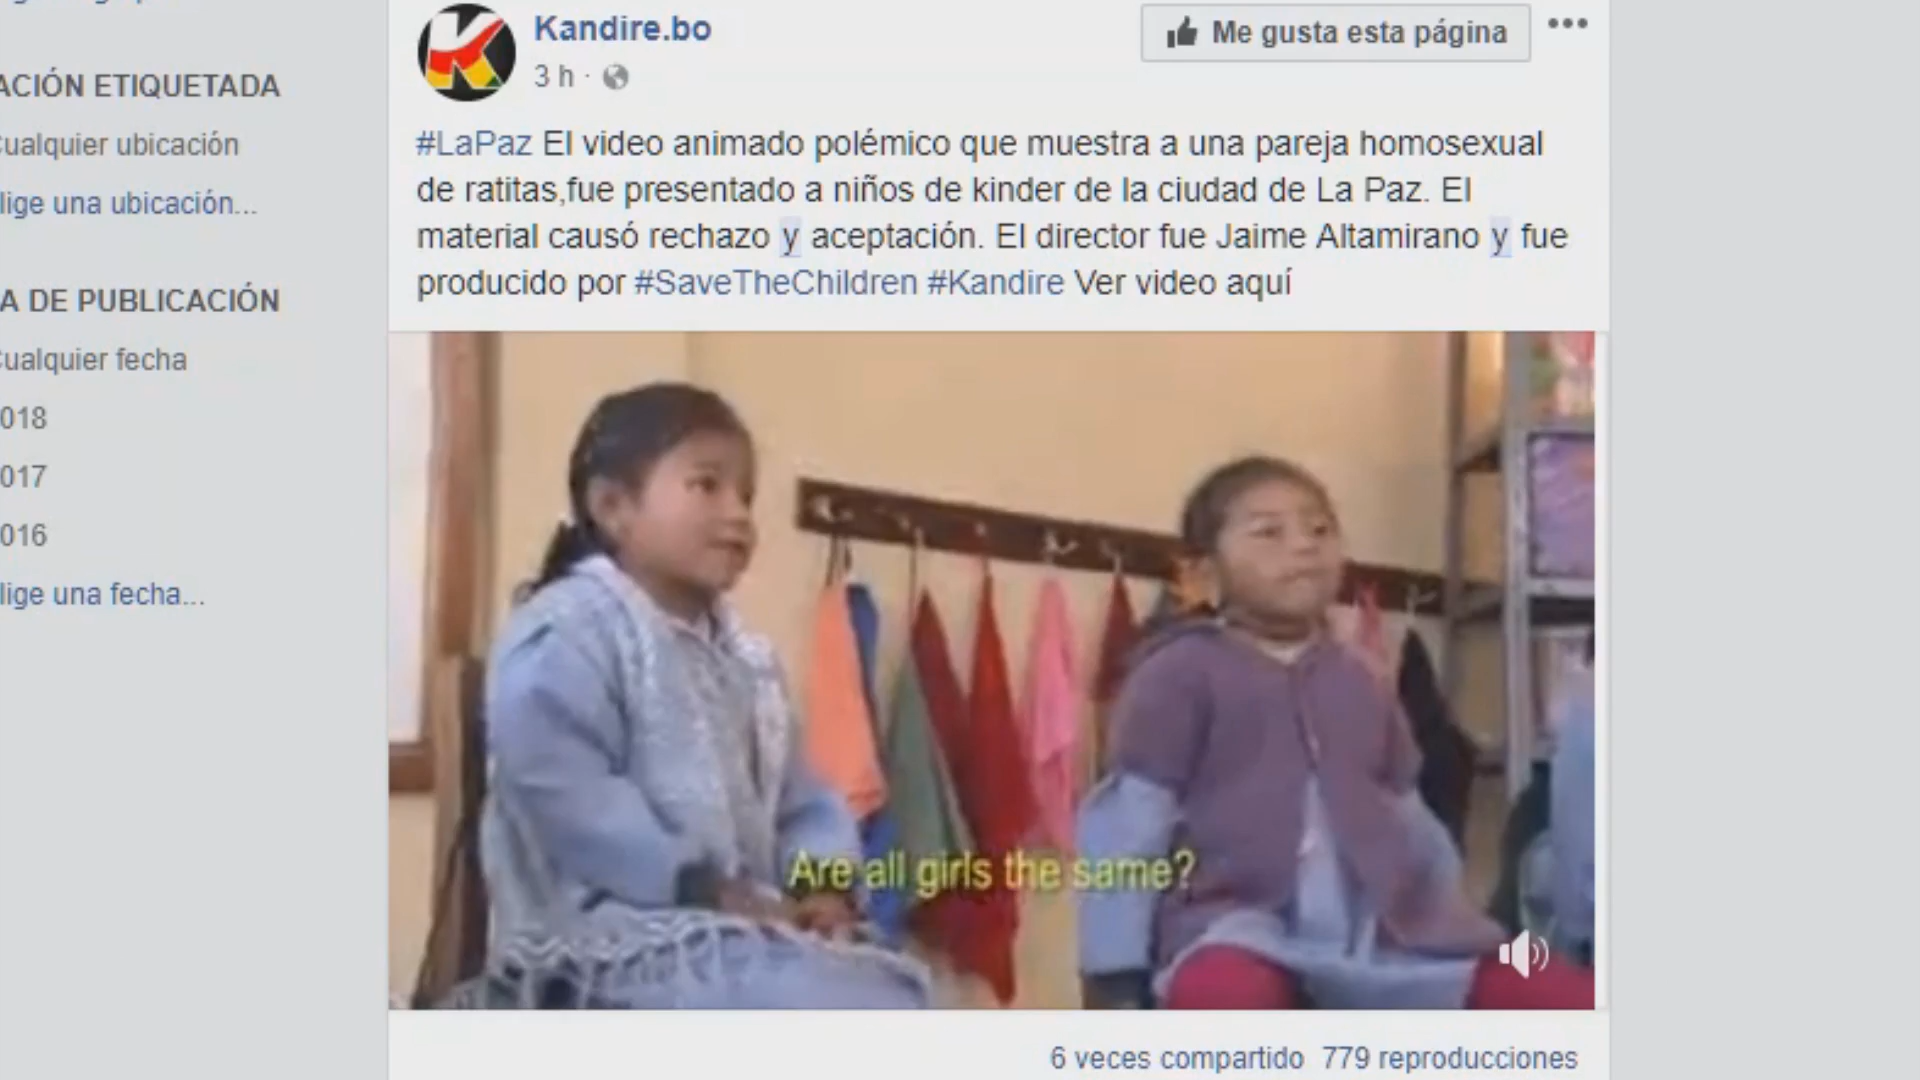 Kandire.bo
Me gusta esta página
3 h ·
#LaPaz El video animado polémico que muestra a una pareja homosexual
de ratitas,fue presentado a niños de kinder de la ciudad de La Paz. El
material causó rechazo y aceptación. El director fue Jaime Altamirano y fue
producido por #SaveTheChildren #Kandire Ver video aquí
ACIÓN ETIQUETADA
Cualquier ubicación
lige una ubicación...
A DE PUBLICACIÓN
Cualquier fecha
018
017
016
lige una fecha...
Are all girls the same?
6 veces compartido 779 reproducciones